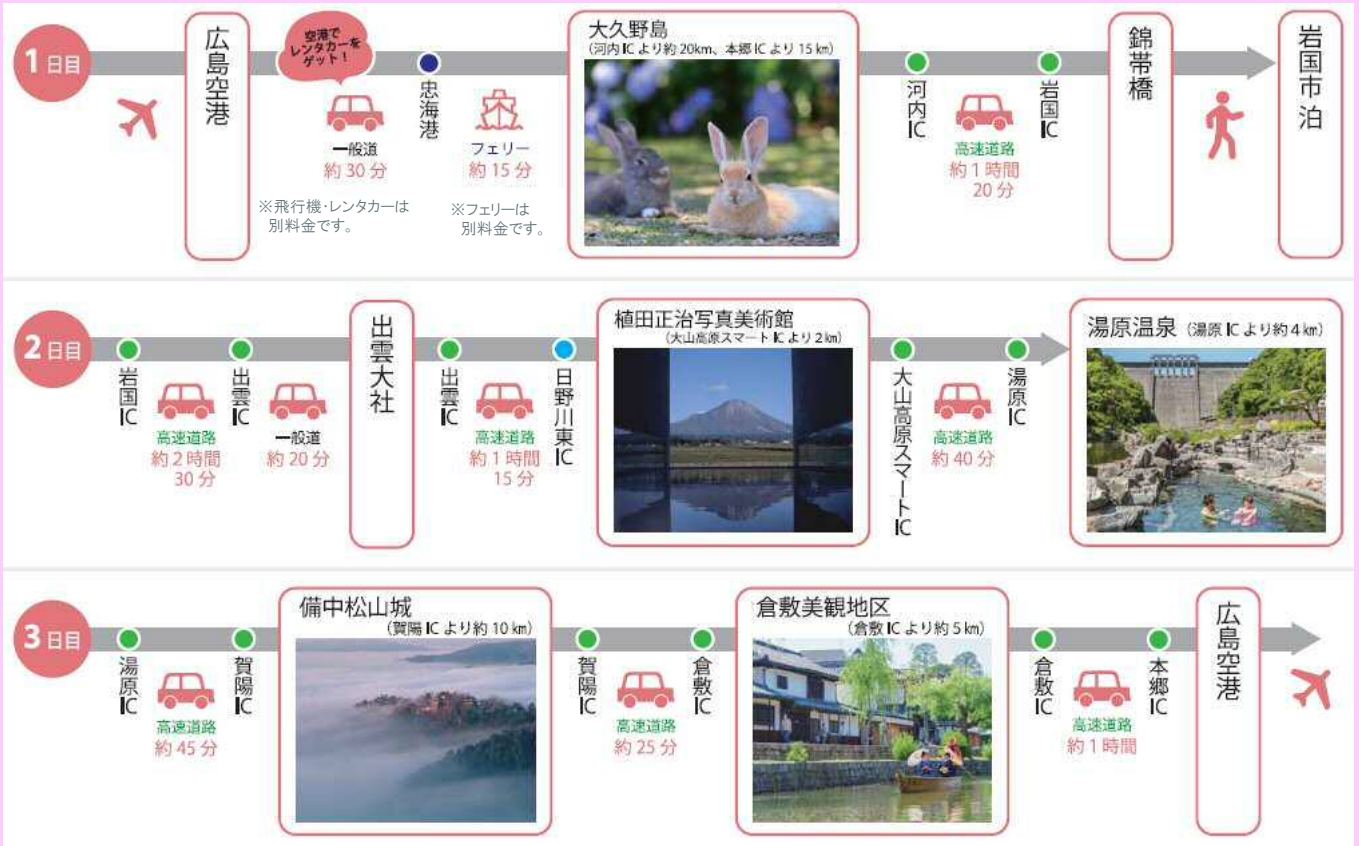 1日目
広島空港
空港で
レンタカーを
ゲット！
一般道
約30分
※飛行機・レンタカーは
別料金です。
忠海港
フェリー
約15分
※フェリーは
別料金です。
大久野島
（河内ICより約20km、本郷ICより15km）
河内IC
高速道路
約1時間
20分
岩国IC
錦帯橋
岩国市泊
2日目
岩国IC
高速道路
約2時間
30分
出雲IC
一般道
約20分
出雲大社
出雲IC
高速道路
約1時間
15分
日野川東IC
植田正治写真美術館
（大山高原スマートICより2km）
大山高原スマートIC
高速道路
約40分
湯原IC
湯原温泉（湯原ICより約4km）
3日目
湯原IC
高速道路
約45分
賀陽IC
備中松山城
（賀陽ICより約10km）
賀陽IC
高速道路
約25分
倉敷IC
倉敷美観地区
（倉敷ICより約5km）
倉敷IC
高速道路
約1時間
本郷IC
広島空港